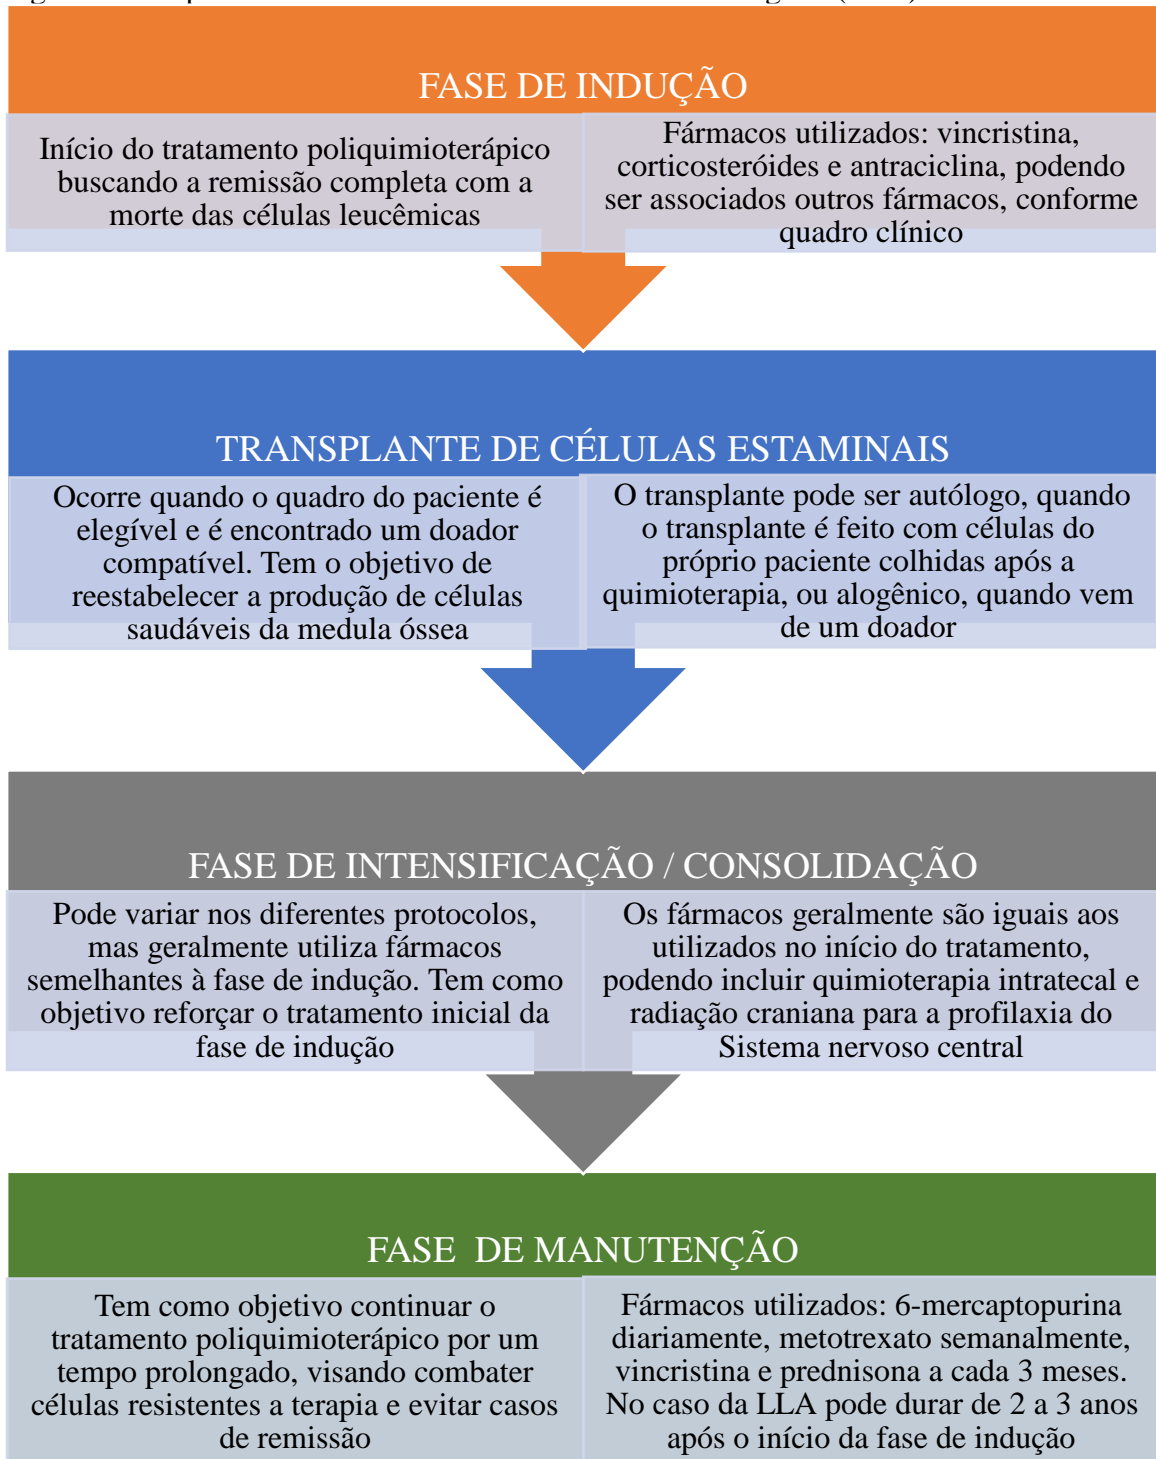 FASE DE INDUÇÃO
Início do tratamento poliquimioterápico
buscando a remissão completa com a
morte das células leucêmicas
Fármacos utilizados: vincristina,
corticosteróides e antraciclina, podendo
ser associados outros fármacos, conforme
quadro clínico
TRANSPLANTE DE CÉLULAS ESTAMINAIS
Ocorre quando o quadro do paciente é
elegível e é encontrado um doador
compatível. Tem o objetivo de
reestabelecer a produção de células
saudáveis da medula óssea
O transplante pode ser autólogo, quando
o transplante é feito com células do
próprio paciente colhidas após a
quimioterapia, ou alogênico, quando vem
de um doador
FASE DE INTENSIFICAÇÃO / CONSOLIDAÇÃO
Pode variar nos diferentes protocolos,
mas geralmente utiliza fármacos
semelhantes à fase de indução. Tem como
objetivo reforçar o tratamento inicial da
fase de indução
Os fármacos geralmente são iguais aos
utilizados no início do tratamento,
podendo incluir quimioterapia intratecal e
radiação craniana para a profilaxia do
Sistema nervoso central
FASE DE MANUTENÇÃO
Tem como objetivo continuar o
tratamento poliquimioterápico por um
tempo prolongado, visando combater
células resistentes a terapia e evitar casos
de remissão
Fármacos utilizados: 6-mercaptopurina
diariamente, metotrexato semanalmente,
vincristina e prednisona a cada 3 meses.
No caso da LLA pode durar de 2 a 3 anos
após o início da fase de indução